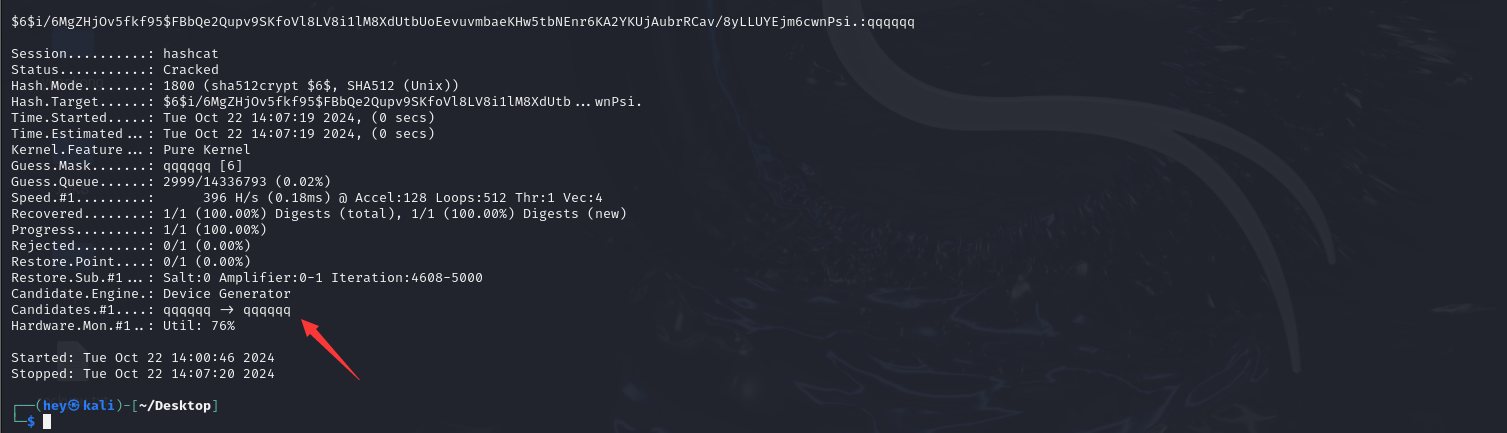 $6$i/6MgZHjOv5fkf95$FBbQe2Qupv9SKfoVl8LV8i1lM8XdUtbUoEevuvmbaeKHw5tbNEnr6KA2YKUjAubrRCav/8yLLUYEjm6cwnPsi.:qqqqqq
Session..........: hashcat
Status...........: Cracked
Hash.Mode........: 1800 (sha512crypt $6$, SHA512 (Unix))
Hash.Target......: $6$i/6MgZHjOv5fkf95$FBbQe2Qupv9SKfoVl8LV8i1lM8XdUtb...wnPsi.
Time.Started.....: Tue Oct 22 14:07:19 2024, (0 secs)
Time.Estimated...: Tue Oct 22 14:07:19 2024, (0 secs)
Kernel.Feature...: Pure Kernel
Guess.Mask.......: qqqqqq [6]
Guess.Queue......: 2999/14336793 (0.02%)
Speed.#1.........:      396 H/s (0.18ms) @ Accel:128 Loops:512 Thr:1 Vec:4
Recovered........: 1/1 (100.00%) Digests (total), 1/1 (100.00%) Digests (new)
Progress.........: 1/1 (100.00%)
Rejected.........: 0/1 (0.00%)
Restore.Point....: 0/1 (0.00%)
Restore.Sub.#1...: Salt:0 Amplifier:0-1 Iteration:4608-5000
Candidate.Engine.: Device Generator
Candidates.#1....: qqqqqq -> qqqqqq
Hardware.Mon.#1..: Util: 76%
Started: Tue Oct 22 14:00:46 2024
Stopped: Tue Oct 22 14:07:20 2024
┌──(hey㉿kali)-[~/Desktop]
└─$